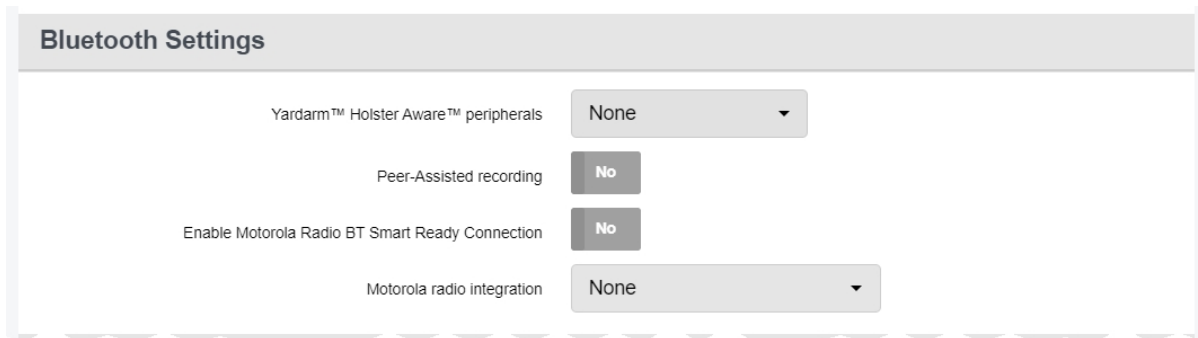 Bluetooth Settings
Yardarm™ Holster Aware™ peripherals None
Peer-Assisted recording No
Enable Motorola Radio BT Smart Ready Connection No
Motorola radio integration None